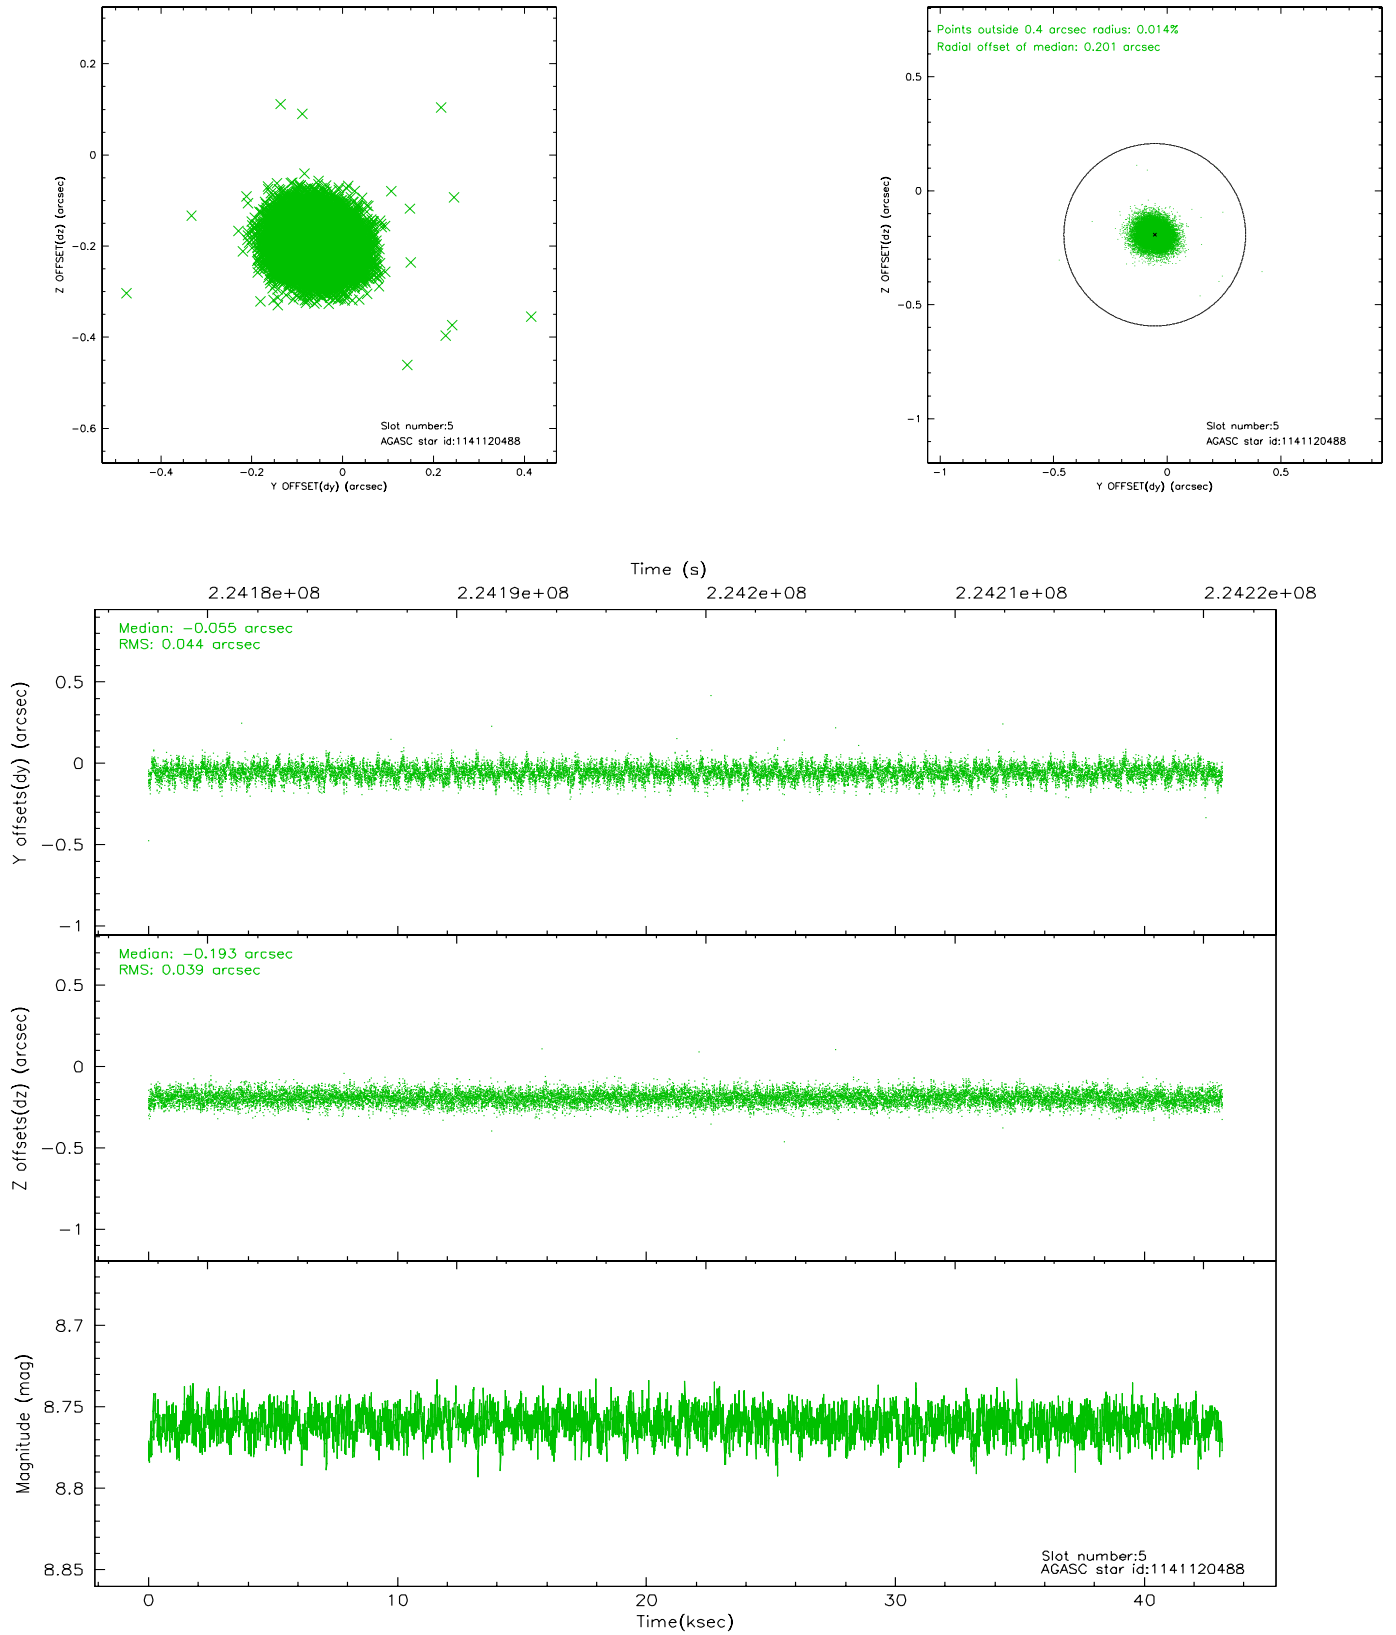 0.2
0
−0.2
−0.4
−0.6
Z OFFSET(dz) (arcsec)
−0.4 −0.2 0 0.2 0.4
Y OFFSET(dy) (arcsec)
Slot number:5
AGASC star id:1141120488
Points outside 0.4 arcsec radius: 0.014%
Radial offset of median: 0.201 arcsec
0.5
0
−0.5
−1
Z OFFSET(dz) (arcsec)
−1 −0.5 0 0.5
Y OFFSET(dy) (arcsec)
Slot number:5
AGASC star id:1141120488
Time (s)
2.2418e+08 2.2419e+08 2.242e+08 2.2421e+08 2.2422e+08
Median: −0.055 arcsec
RMS: 0.044 arcsec
0.5
0
−0.5
−1
Y offsets(dy) (arcsec)
Median: −0.193 arcsec
RMS: 0.039 arcsec
0.5
0
−0.5
−1
Z offsets(dz) (arcsec)
8.7
8.75
8.8
8.85
Magnitude (mag)
Slot number:5
AGASC star id:1141120488
0 10 20 30 40
Time(ksec)